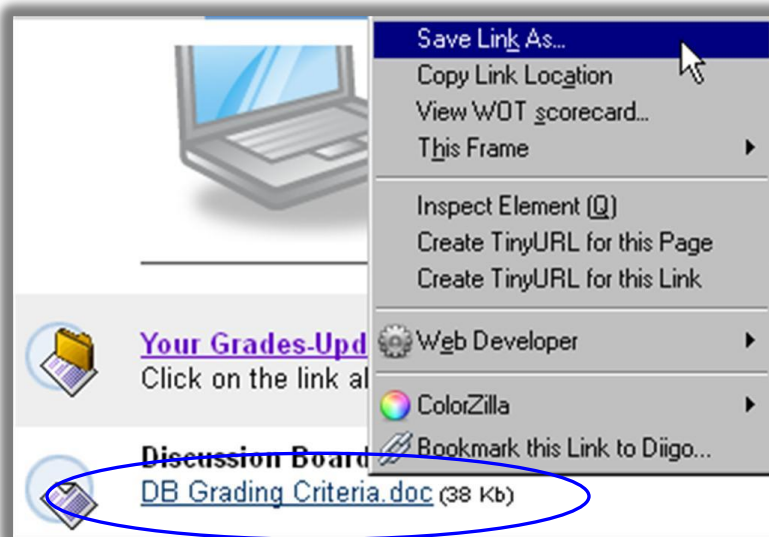 Save Link As...
Copy Link Location
View WOT scorecard...
This Frame
Inspect Element (Q)
Create TinyURL for this Page
Create TinyURL for this Link
Web Developer
ColorZilla
Bookmark this Link to Diigo...
Your Grades-Upd
Click on the link al
Discussion Board
DB Grading Criteria.doc (38 Kb)